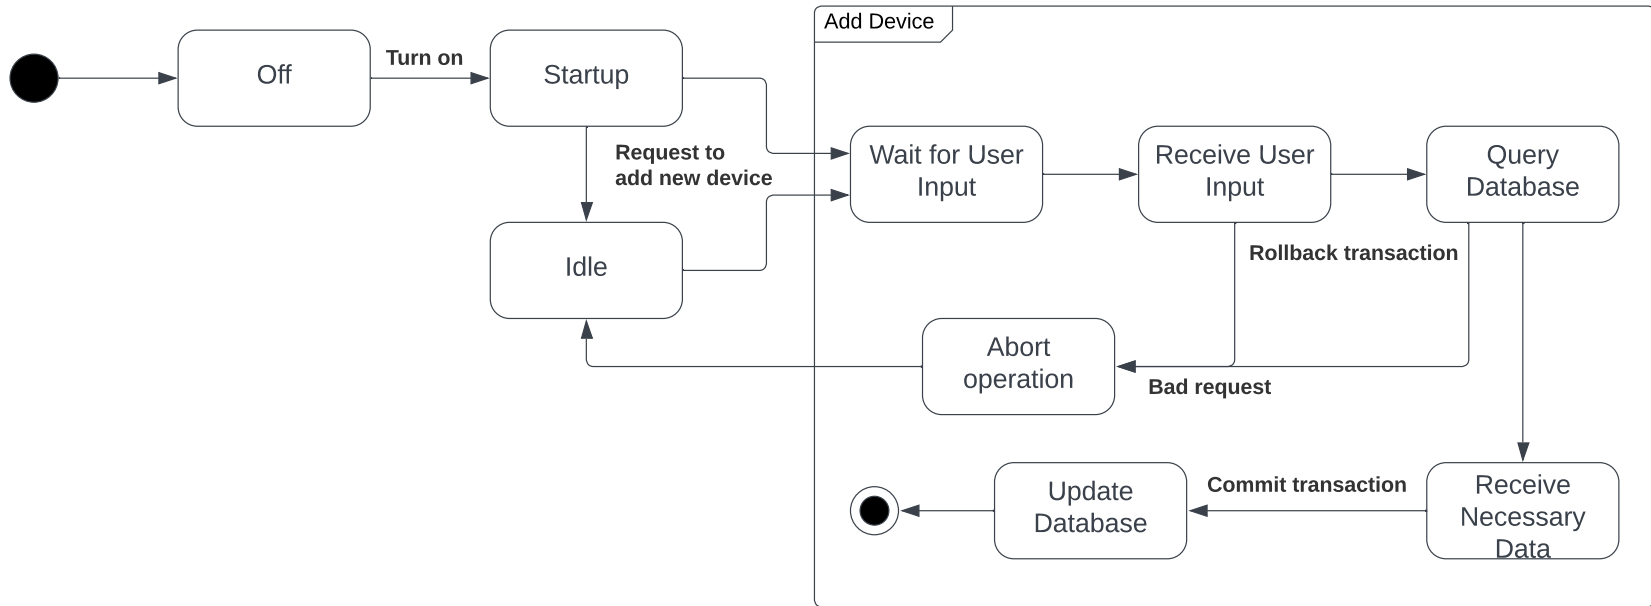 Add Device
Off
Turn on
Startup
Request to
add new device
Wait for User
Input
Receive User
Input
Query
Database
Idle
Rollback transaction
Abort
operation
Bad request
Update
Database
Commit transaction
Receive
Necessary
Data